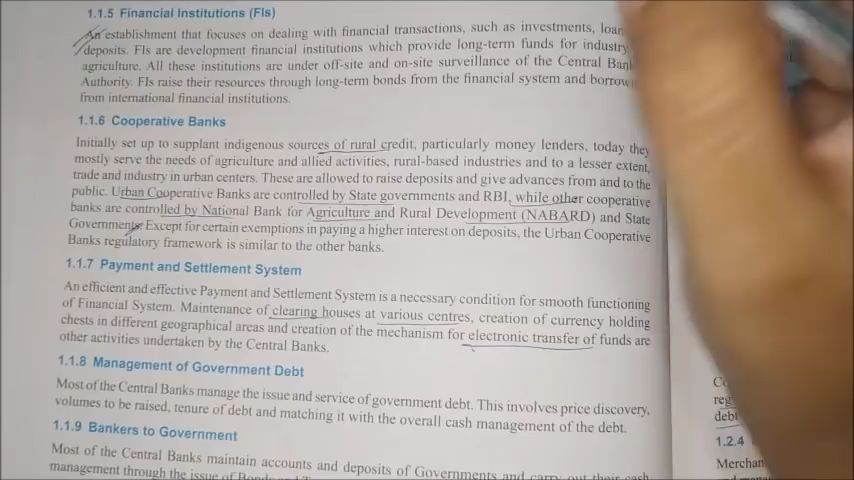 1.1.5 Financial Institutions (FIs)
An establishment that focuses on dealing with financial transactions, such as investments, loan
deposits. FIs are development financial institutions which provide long-term funds for industry
agriculture. All these institutions are under off-site and on-site surveillance of the Central Bank
Authority. FIs raise their resources through long-term bonds from the financial system and borrow
from international financial institutions.
1.1.6 Cooperative Banks
Initially set up to supplant indigenous sources of rural credit, particularly money lenders, today they
mostly serve the needs of agriculture and allied activities, rural-based industries and to a lesser extent,
trade and industry in urban centers. These are allowed to raise deposits and give advances from and to the
public. Urban Cooperative Banks are controlled by State governments and RBI, while other cooperative
banks are controlled by National Bank for Agriculture and Rural Development (NABARD) and State
Governments. Except for certain exemptions in paying a higher interest on deposits, the Urban Cooperative
Banks regulatory framework is similar to the other banks.
1.1.7 Payment and Settlement System
An efficient and effective Payment and Settlement System is a necessary condition for smooth functioning
of Financial System. Maintenance of clearing houses at various centres, creation of currency holding
chests in different geographical areas and creation of the mechanism for electronic transfer of funds are
other activities undertaken by the Central Banks.
1.1.8 Management of Government Debt
Most of the Central Banks manage the issue and service of government debt. This involves price discovery,
volumes to be raised, tenure of debt and matching it with the overall cash management of the debt.
1.1.9 Bankers to Government
Most of the Central Banks maintain accounts and deposits of Governments and carry out their cash
management through the issue of Bonds and
Co
reg
debt
1.2.4
Merchan